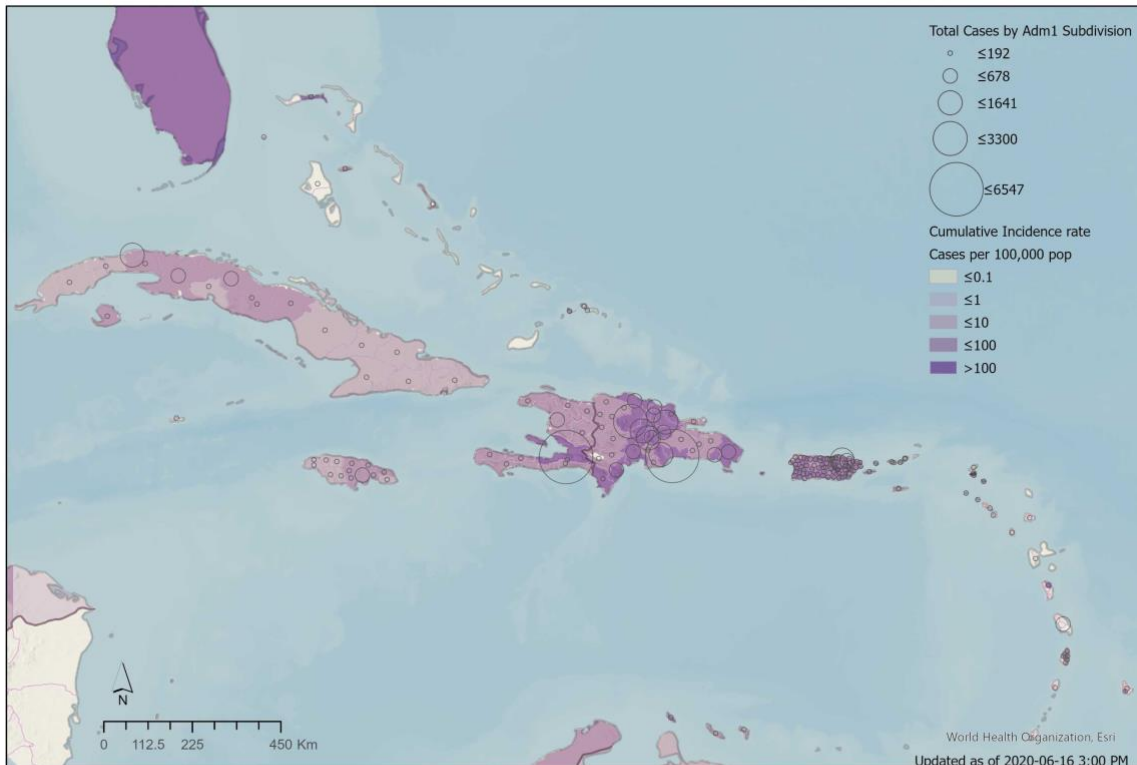 Total Cases by Adm1 Subdivision
≤192
≤678
≤1641
≤3300
≤6547
Cumulative Incidence rate
Cases per 100,000 pop
≤0.1
≤1
≤10
≤100
>100
N
0 112.5 225 450 Km
World Health Organization, Esri
Updated as of 2020-06-16 3:00 PM